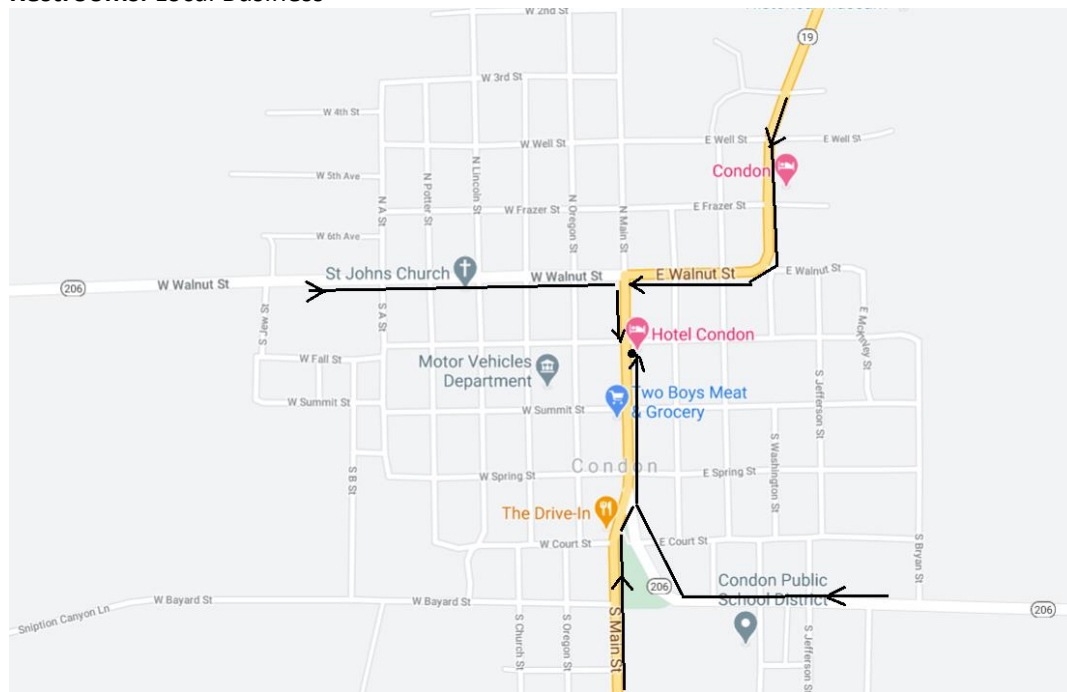 W 2nd St
19
W 3rd St
W 4th St
W Well St
E Well St
E Well St
Condon
W 5th Ave
N A St
N Potter St
N Lincoln St
N Oregon St
N Main St
W Frazer St
E Frazer St
W 6th Ave
St Johns Church
W Walnut St
E Walnut St
E Walnut St
206
W Walnut St
S Jew St
S A St
E McKinley St
Hotel Condon
W Fall St
Motor Vehicles
Department
S Jefferson St
Two Boys Meat
& Grocery
W Summit St
W Summit St
S Washington St
Condon
W Spring St
E Spring St
S B St
The Drive-In
W Court St
E Court St
S Bryan St
206
Condon Public
School District
W Bayard St
W Bayard St
206
Sniption Canyon Ln
S Main St
S Church St
S Oregon St
S Jefferson St